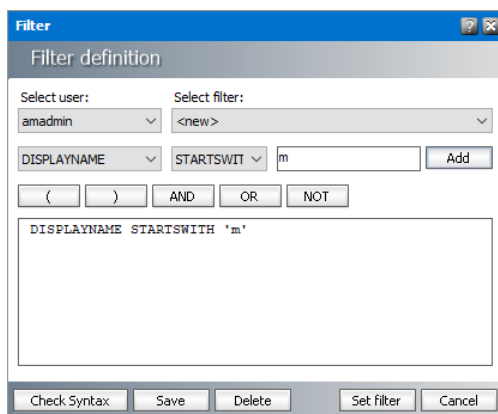 Filter
Filter definition
Select user: Select filter:
amadmin <new>
DISPLAYNAME STARTSWIT m Add
( ) AND OR NOT
DISPLAYNAME STARTSWITH 'm'
Check Syntax Save Delete Set filter Cancel